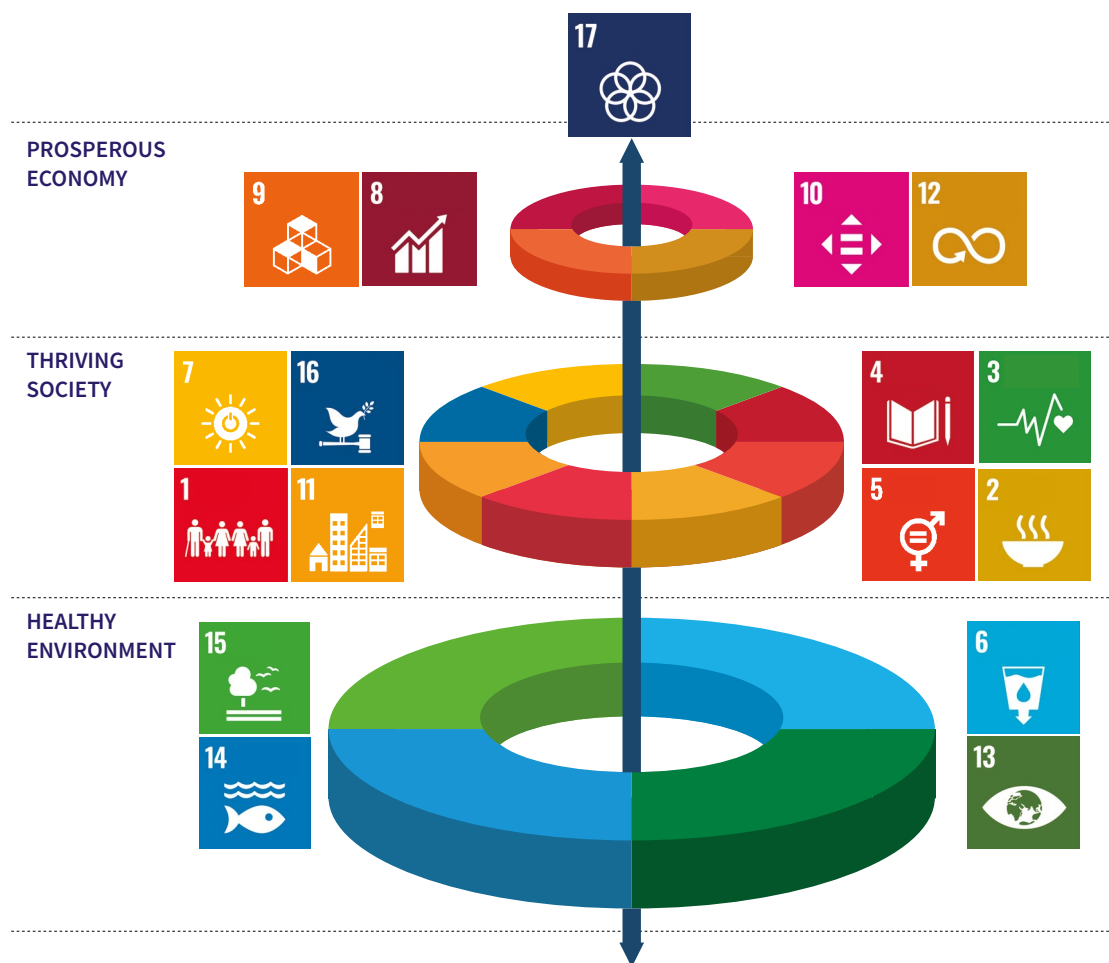 17
PROSPEROUS
ECONOMY
9 8 10 12
THRIVING
SOCIETY
7 16 4 3
1 11 5 2
HEALTHY
ENVIRONMENT
15 6
14 13